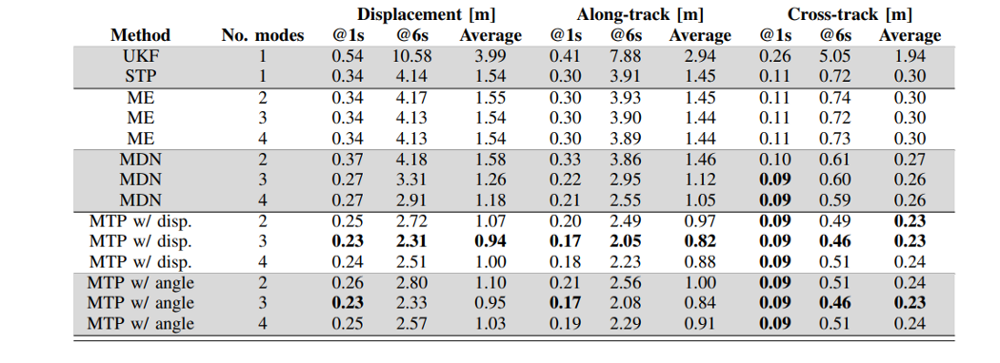 Displacement [m] Along-track [m] Cross-track [m]
Method No. modes @1s @6s Average @1s @6s Average @1s @6s Average
UKF 1 0.54 10.58 3.99 0.41 7.88 2.94 0.26 5.05 1.94
STP 1 0.34 4.14 1.54 0.30 3.91 1.45 0.11 0.72 0.30
ME 2 0.34 4.17 1.55 0.30 3.93 1.45 0.11 0.74 0.30
ME 3 0.34 4.13 1.54 0.30 3.90 1.44 0.11 0.72 0.30
ME 4 0.34 4.13 1.54 0.30 3.89 1.44 0.11 0.73 0.30
MDN 2 0.37 4.18 1.58 0.33 3.86 1.46 0.10 0.61 0.27
MDN 3 0.27 3.31 1.26 0.22 2.95 1.12 0.09 0.60 0.26
MDN 4 0.27 2.91 1.18 0.21 2.55 1.05 0.09 0.59 0.26
MTP w/ disp. 2 0.25 2.72 1.07 0.20 2.49 0.97 0.09 0.49 0.23
MTP w/ disp. 3 0.23 2.31 0.94 0.17 2.05 0.82 0.09 0.46 0.23
MTP w/ disp. 4 0.24 2.51 1.00 0.18 2.23 0.88 0.09 0.51 0.24
MTP w/ angle 2 0.26 2.80 1.10 0.21 2.56 1.00 0.09 0.51 0.24
MTP w/ angle 3 0.23 2.33 0.95 0.17 2.08 0.84 0.09 0.46 0.23
MTP w/ angle 4 0.25 2.57 1.03 0.19 2.29 0.91 0.09 0.51 0.24